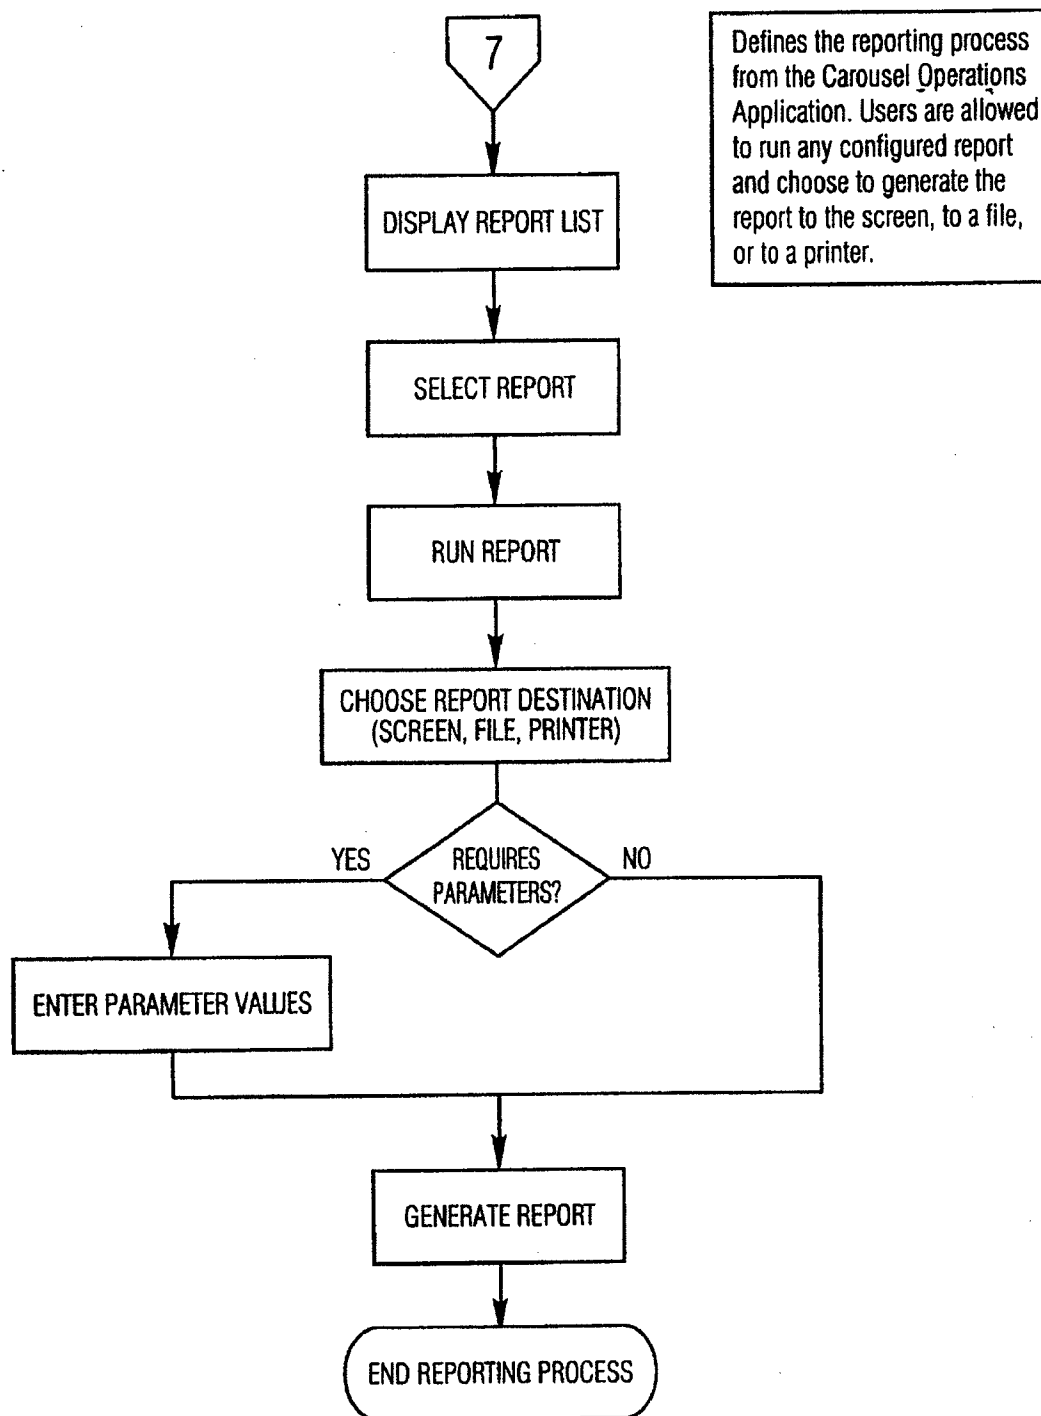 7
Defines the reporting process
from the Carousel Operations
Application. Users are allowed
to run any configured report
and choose to generate the
report to the screen, to a file,
or to a printer.
DISPLAY REPORT LIST
SELECT REPORT
RUN REPORT
CHOOSE REPORT DESTINATION
(SCREEN, FILE, PRINTER)
YES
REQUIRES
PARAMETERS?
NO
ENTER PARAMETER VALUES
GENERATE REPORT
END REPORTING PROCESS